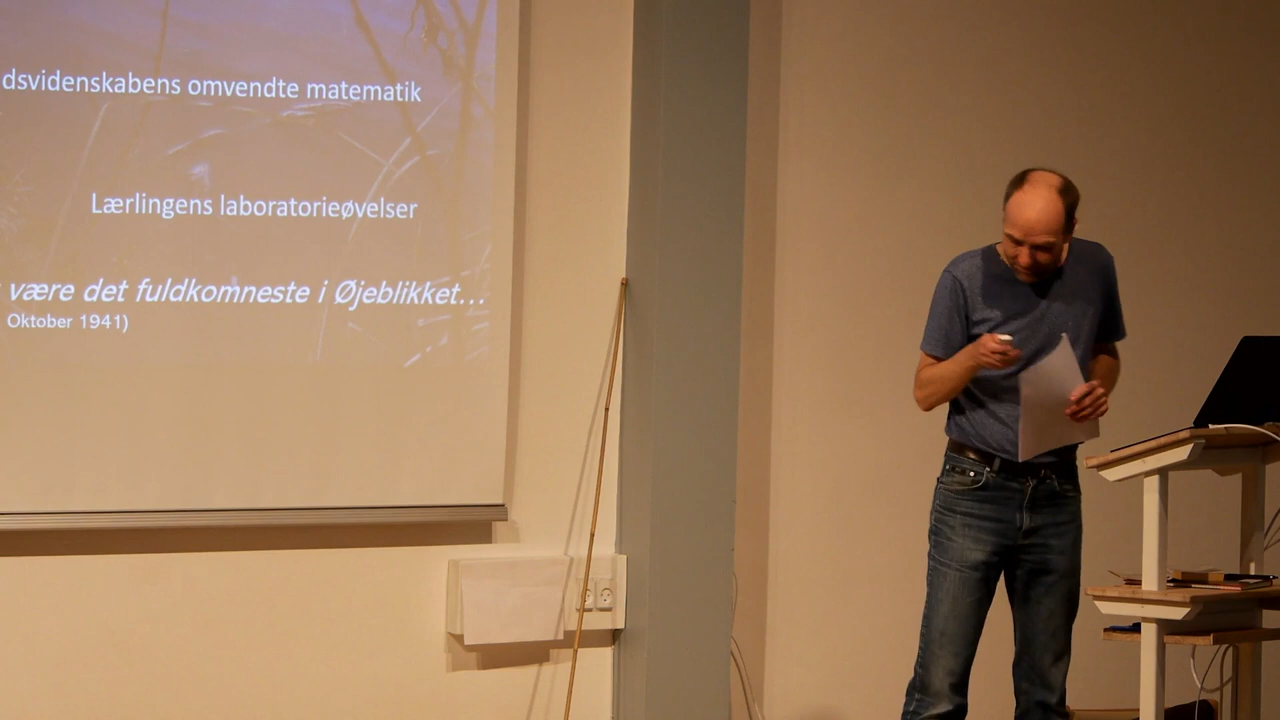 dsvidenskabens omvendte matematik
Lærlingens laboratorieøvelser
være det fuldkomneste i Øjeblikket...
Oktober 1941)